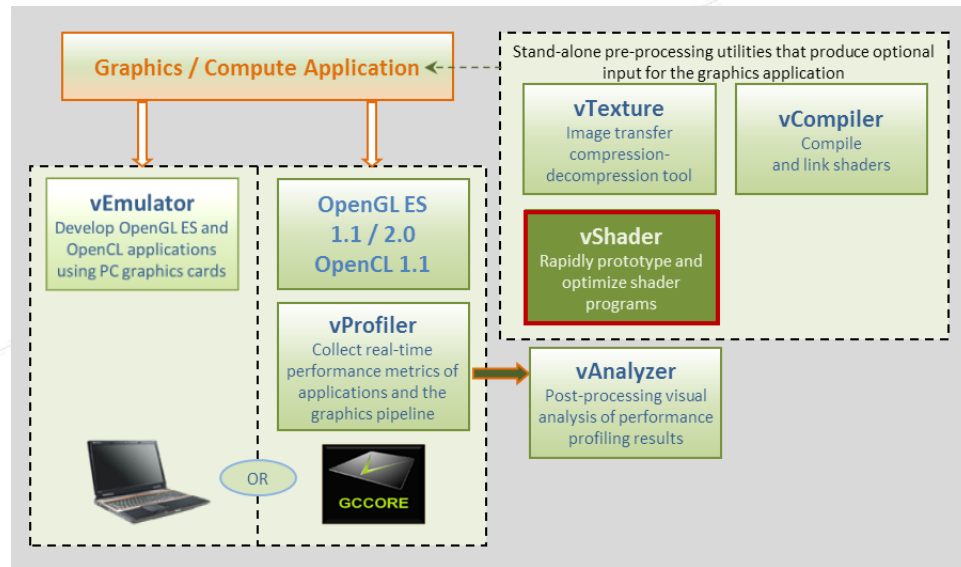 Graphics / Compute Application
Stand-alone pre-processing utilities that produce optional
input for the graphics application
vTexture
Image transfer
compression-
decompression tool
vCompiler
Compile
and link shaders
vEmulator
Develop OpenGL ES and
OpenCL applications
using PC graphics cards
OpenGL ES
1.1 / 2.0
OpenCL 1.1
vShader
Rapidly prototype and
optimize shader
programs
vProfiler
Collect real-time
performance metrics of
applications and the
graphics pipeline
vAnalyzer
Post-processing visual
analysis of performance
profiling results
OR
GCCORE